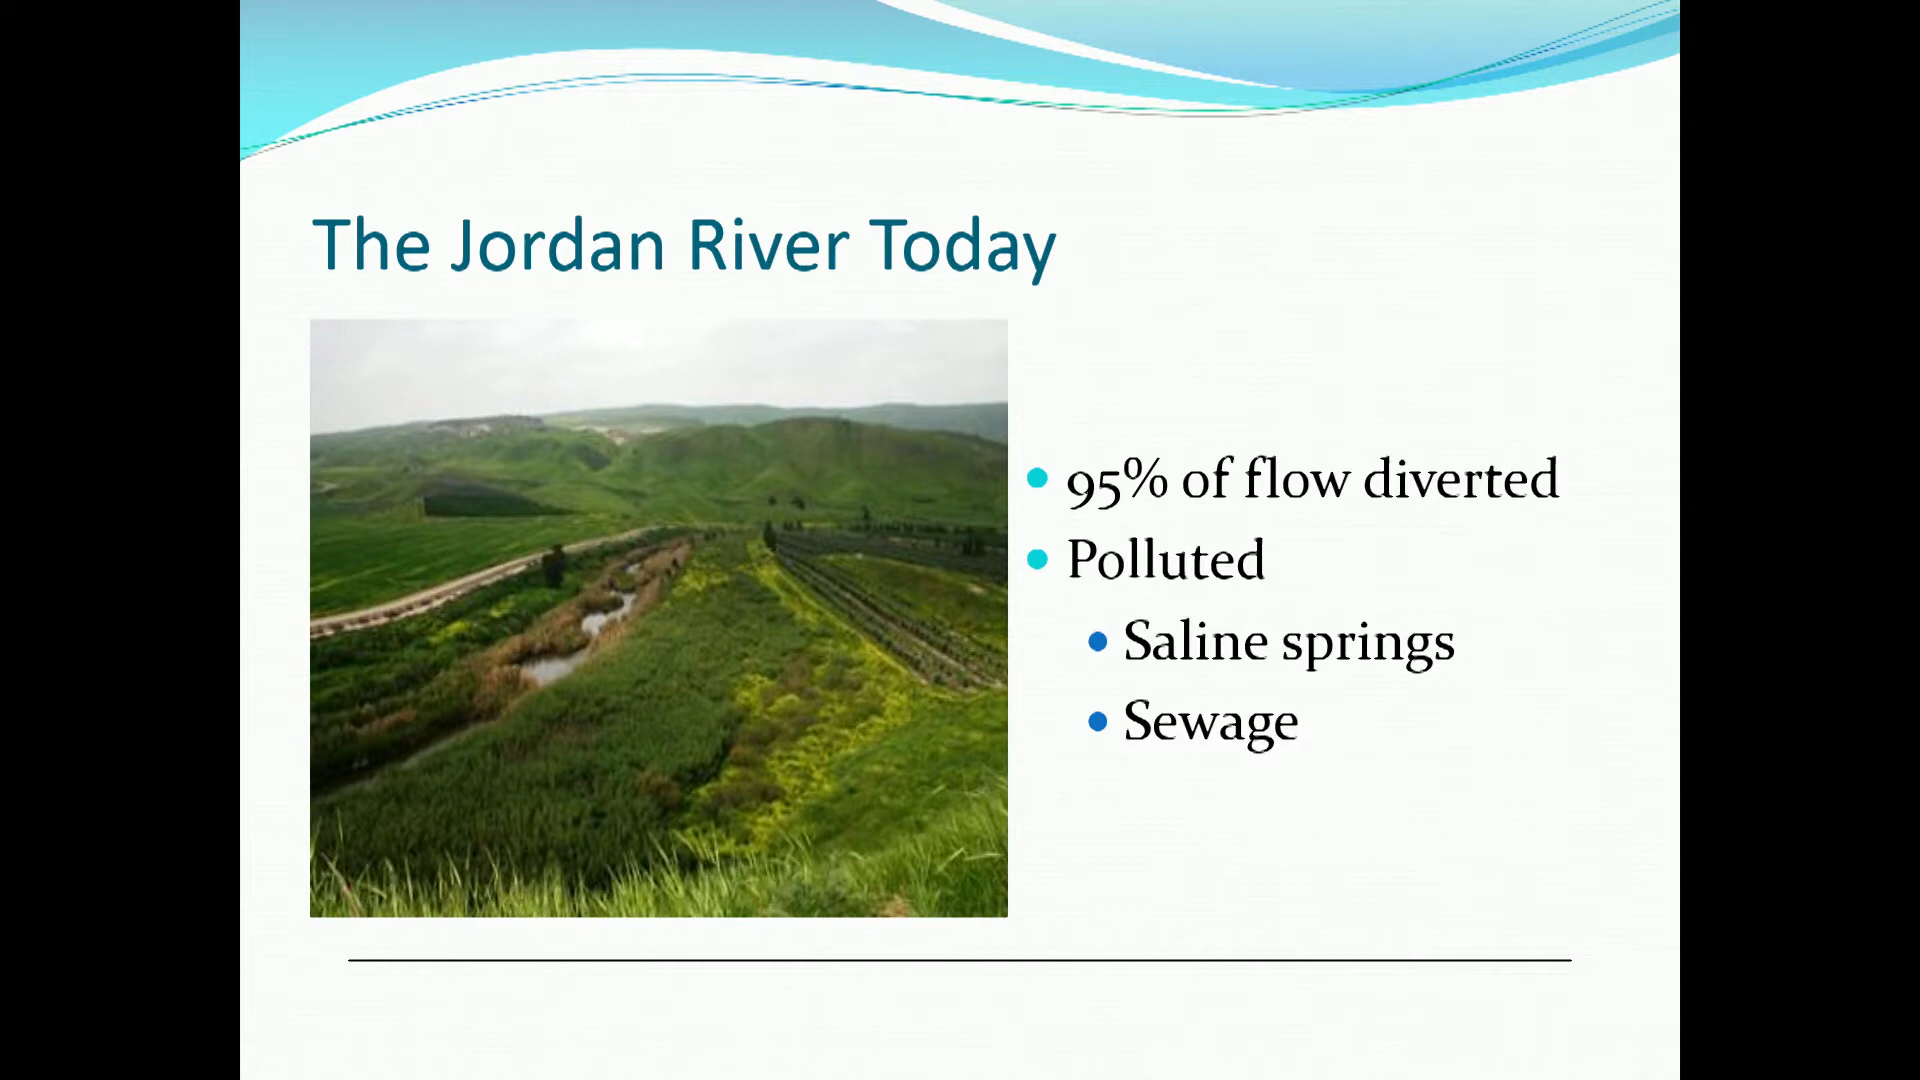 The Jordan River Today
95% of flow diverted
Polluted
Saline springs
Sewage